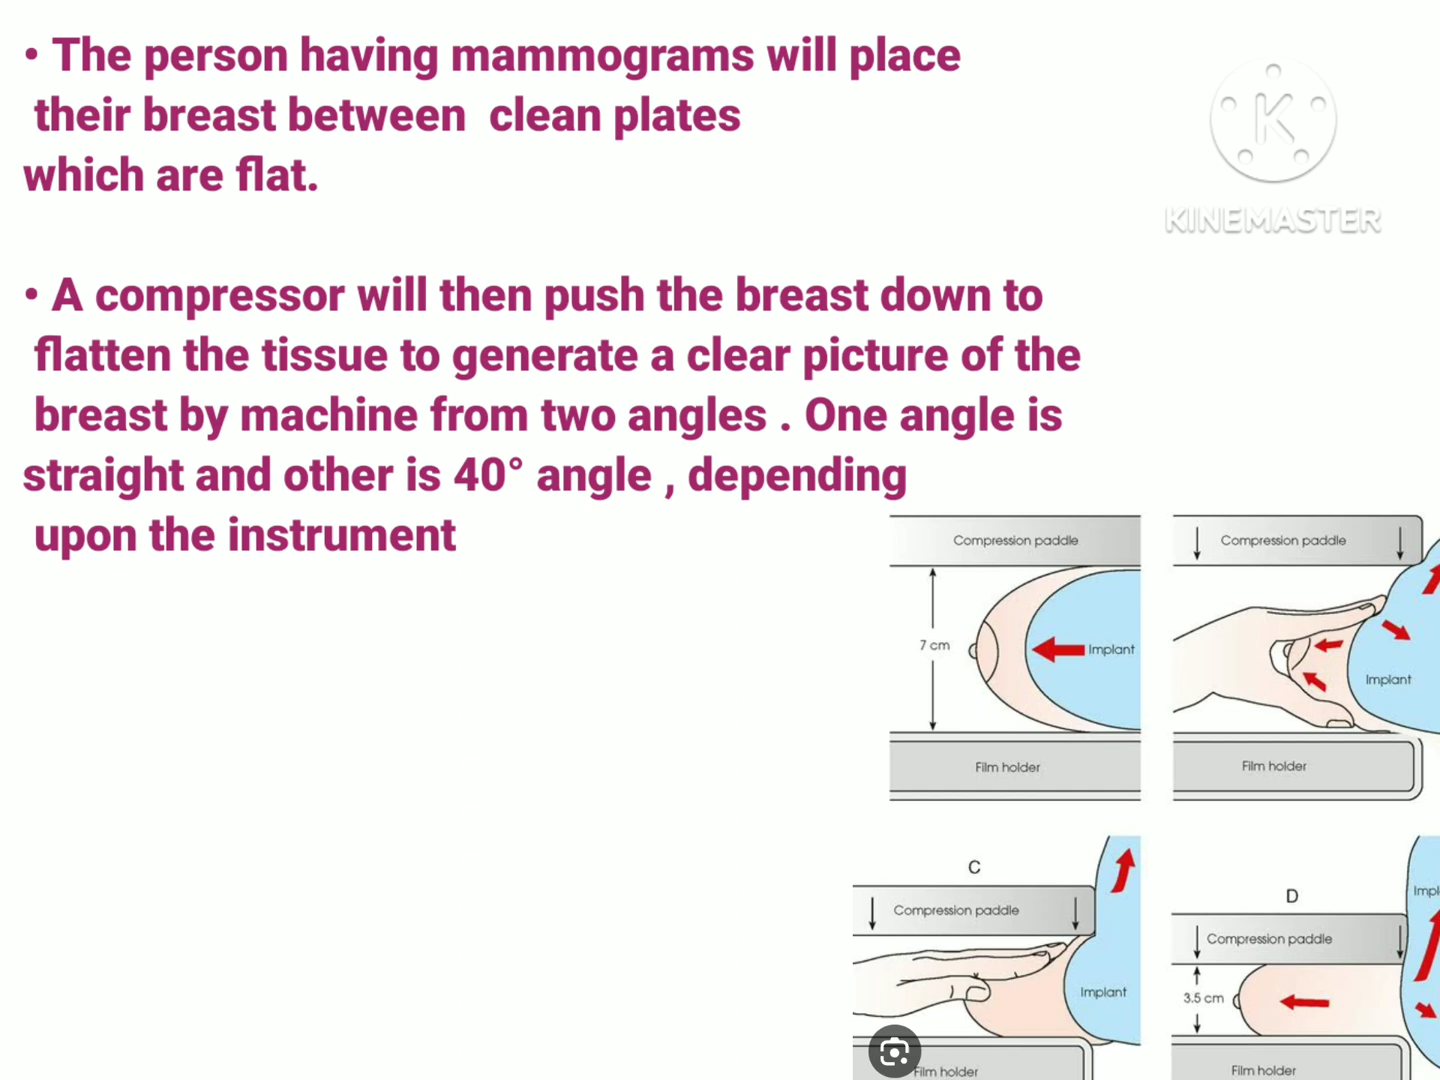 • The person having mammograms will place
their breast between clean plates
which are flat.
• A compressor will then push the breast down to
flatten the tissue to generate a clear picture of the
breast by machine from two angles . One angle is
straight and other is 40° angle , depending
upon the instrument
K
KINEMASTER
Compression paddle
7 cm
Implant
Film holder
Compression paddle
Implant
Film holder
C
Compression paddle
Implant
Film holder
D
Impl
Compression paddle
3.5 cm
Film holder